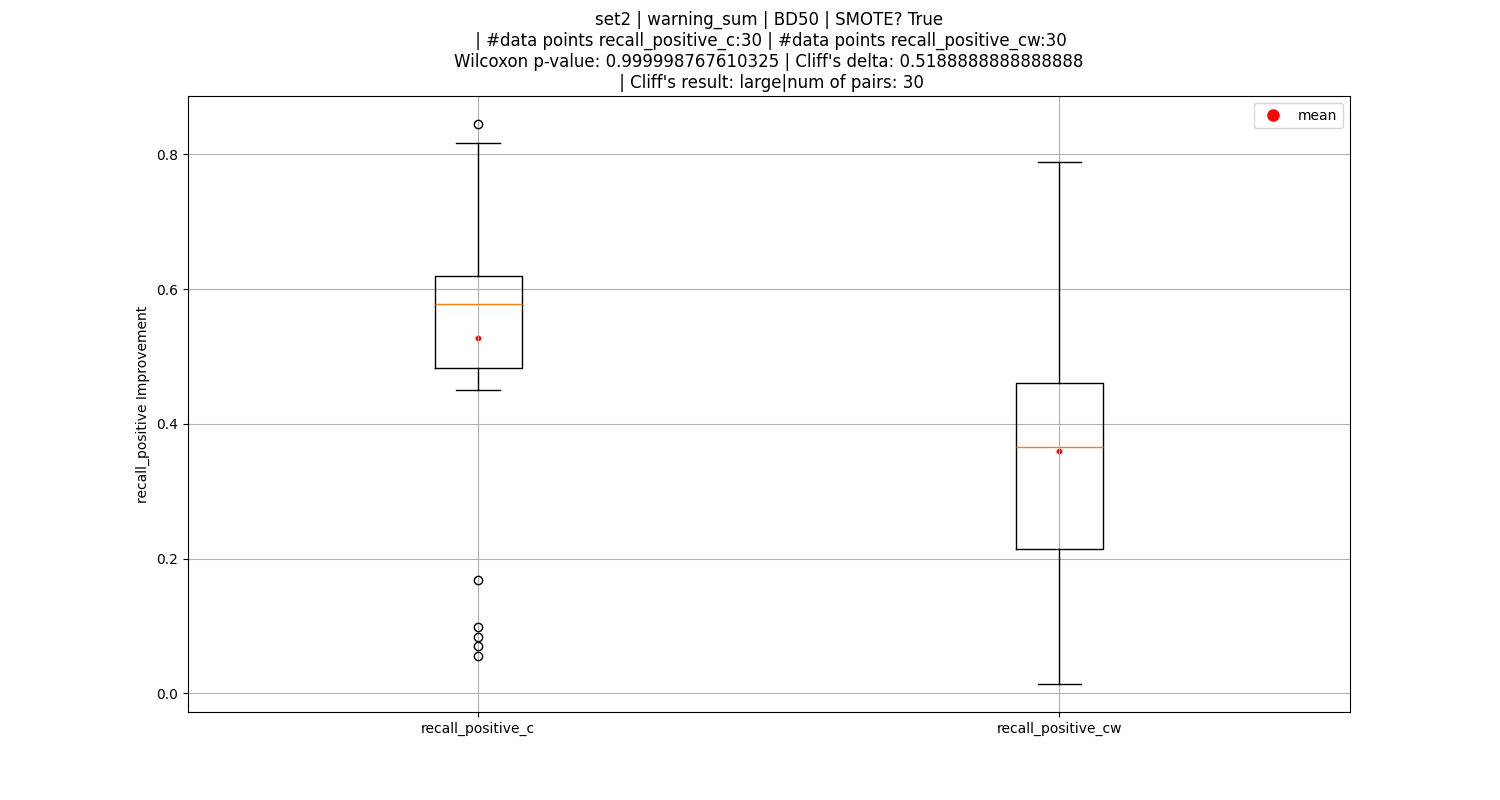 set2 | warning_sum | BD50 | SMOTE? True
| #data points recall_positive_c:30 | #data points recall_positive_cw:30
Wilcoxon p-value: 0.999998767610325 | Cliff's delta: 0.5188888888888888
| Cliff's result: large|num of pairs: 30
mean
0.8
0.6
0.4
0.2
0.0
recall_positive Improvement
recall_positive_c
recall_positive_cw